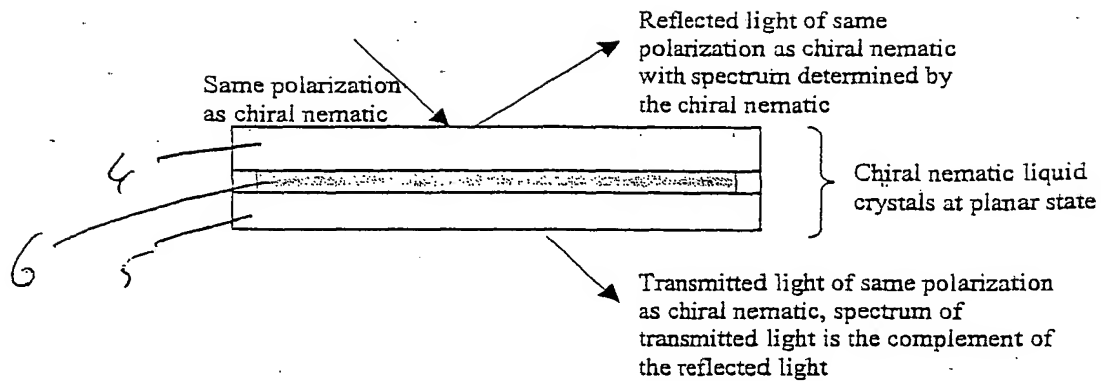 Reflected light of same
polarization as chiral nematic
with spectrum determined by
the chiral nematic
Same polarization
as chiral nematic
4
6
5
Chiral nematic liquid
crystals at planar state
Transmitted light of same polarization
as chiral nematic, spectrum of
transmitted light is the complement of
the reflected light